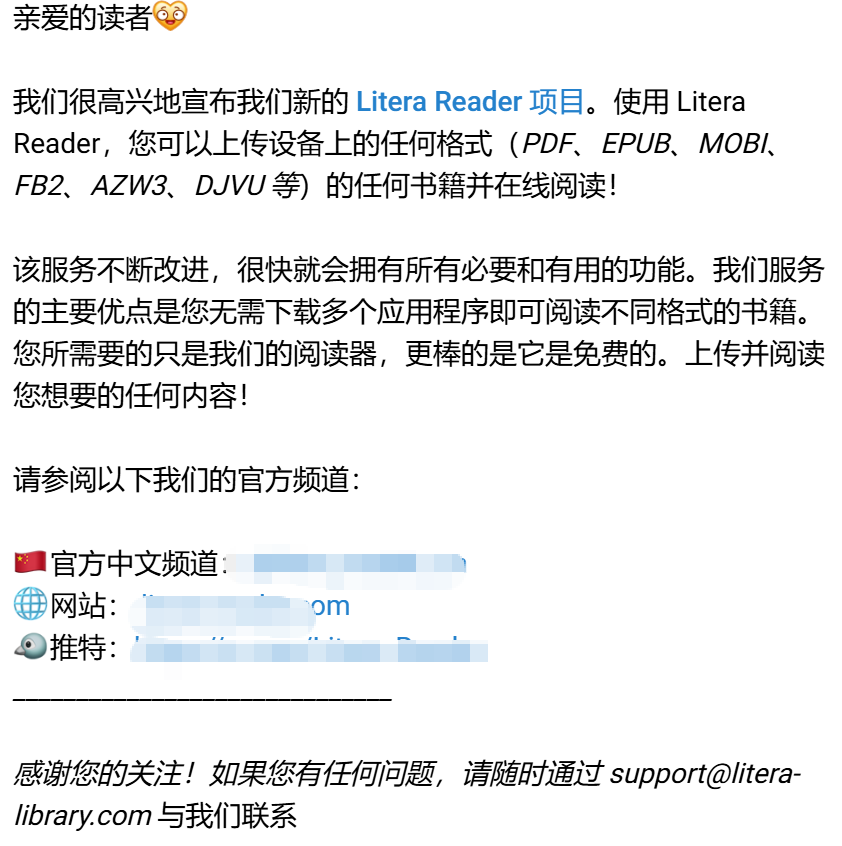 亲爱的读者
我们很高兴地宣布我们新的 Litera Reader 项目。使用 Litera
Reader，您可以上传设备上的任何格式（PDF、EPUB、MOBI、
FB2、AZW3、DJVU 等）的任何书籍并在线阅读！
该服务不断改进，很快就会拥有所有必要和有用的功能。我们服务
的主要优点是您无需下载多个应用程序即可阅读不同格式的书籍。
您所需要的只是我们的阅读器，更棒的是它是免费的。上传并阅读
您想要的任何内容！
请参阅以下我们的官方频道：
官方中文频道：
网站：
推特：
______________________________
感谢您的关注！如果您有任何问题，请随时通过 support@litera-
library.com 与我们联系